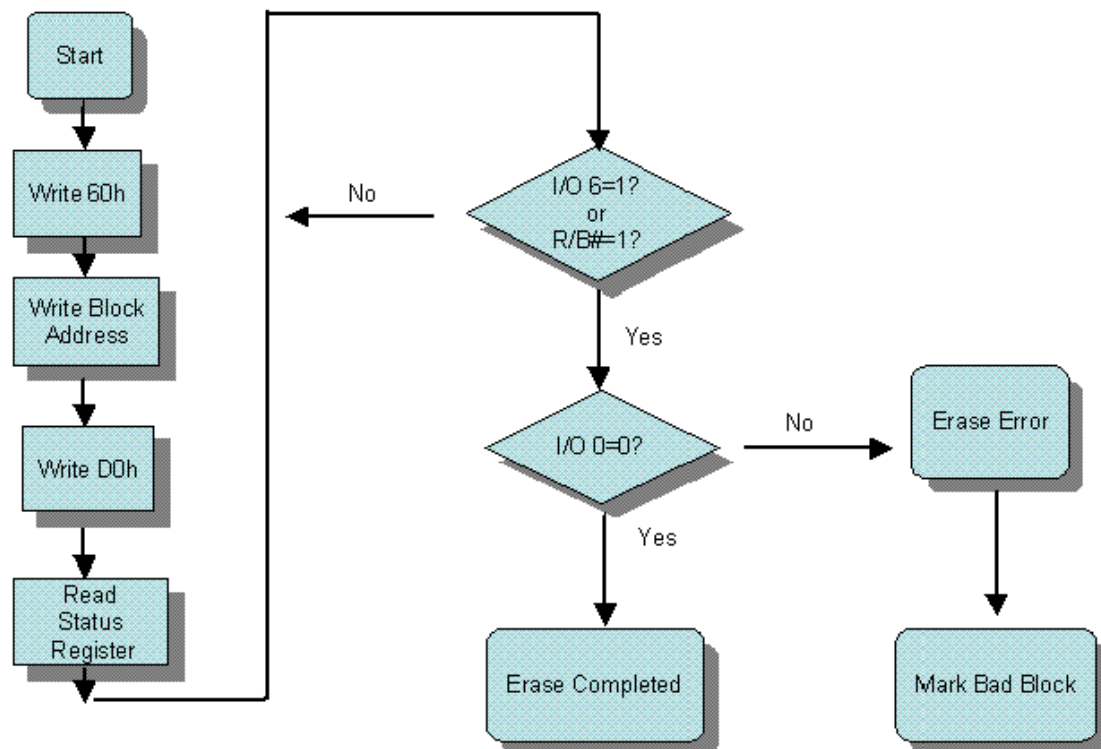 Start
Write 60h
Write Block
Address
Write D0h
Read
Status
Register
No
I/O 6=1?
or
R/B#=1?
Yes
I/O 0=0?
No
Erase Error
Yes
Erase Completed
Mark Bad Block